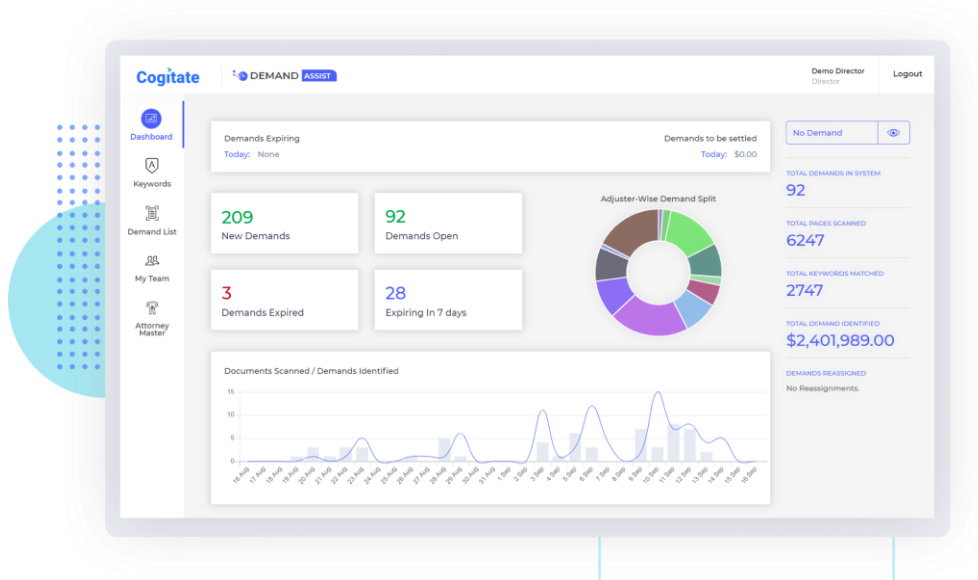 Cogitate
DEMAND ASSIST
Demo Director
Director
Logout
Dashboard
Keywords
Demand List
My Team
Attorney
Master
Demands Expiring
Today: None
Demands to be settled
Today: $0.00
209
New Demands
92
Demands Open
3
Demands Expired
28
Expiring In 7 days
Adjuster-Wise Demand Split
No Demand
TOTAL DEMANDS IN SYSTEM
92
TOTAL PAGES SCANNED
6247
TOTAL KEYWORDS MATCHED
2747
TOTAL DEMAND IDENTIFIED
$2,401,989.00
DEMANDS REASSIGNED
No Reassignments.
Documents Scanned / Demands Identified
15
10
5
0
16 Aug
17 Aug
18 Aug
19 Aug
20 Aug
21 Aug
22 Aug
23 Aug
24 Aug
25 Aug
26 Aug
27 Aug
28 Aug
29 Aug
30 Aug
31 Aug
1 Sep
2 Sep
3 Sep
4 Sep
5 Sep
6 Sep
7 Sep
8 Sep
9 Sep
10 Sep
11 Sep
12 Sep
13 Sep
14 Sep
15 Sep
16 Sep